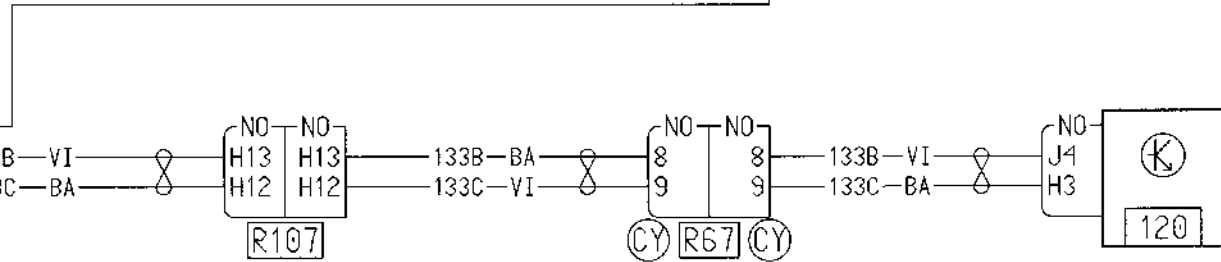 NO NO NO NO NO
B VI H13 H13 133B BA 8 8 133B VI J4
C BA H12 H12 133C VI 9 9 133C BA H3
R107 CY R67 CY 120